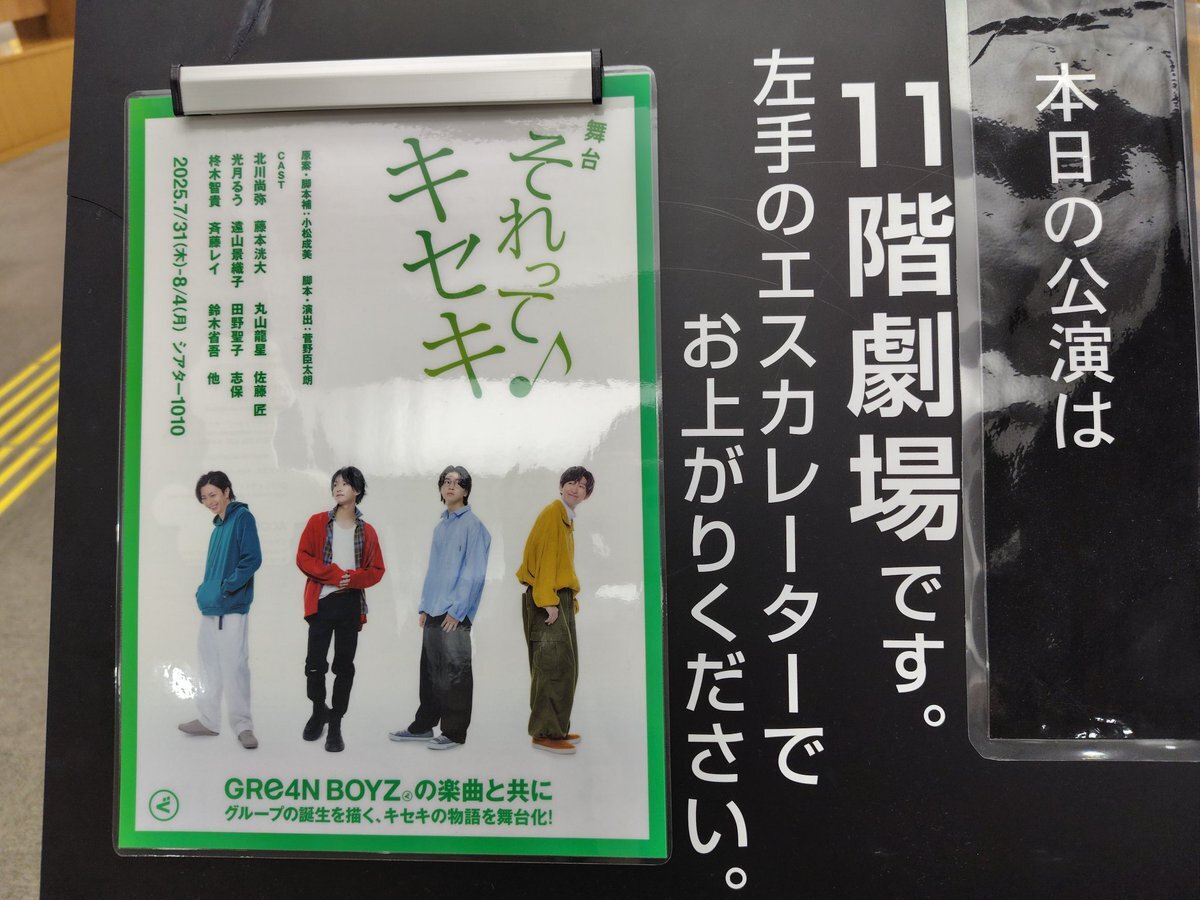 本日の公演は
11階劇場です。
左手のエスカレーターで
お上がりください。
舞台
それって♪
キセキ
原案・脚本補：小松成美　脚本・演出：菅野臣太朗
CAST
北川尚弥　藤本洸大　丸山龍星　佐藤 匠
光月るう　遠山景織子　田野聖子　志保
柊木智貴　斉藤レイ　鈴木省吾　他
2025.7/31(木)-8/4(月) シアター1010
GRe4N BOYZの楽曲と共に
グループの誕生を描く、キセキの物語を舞台化!